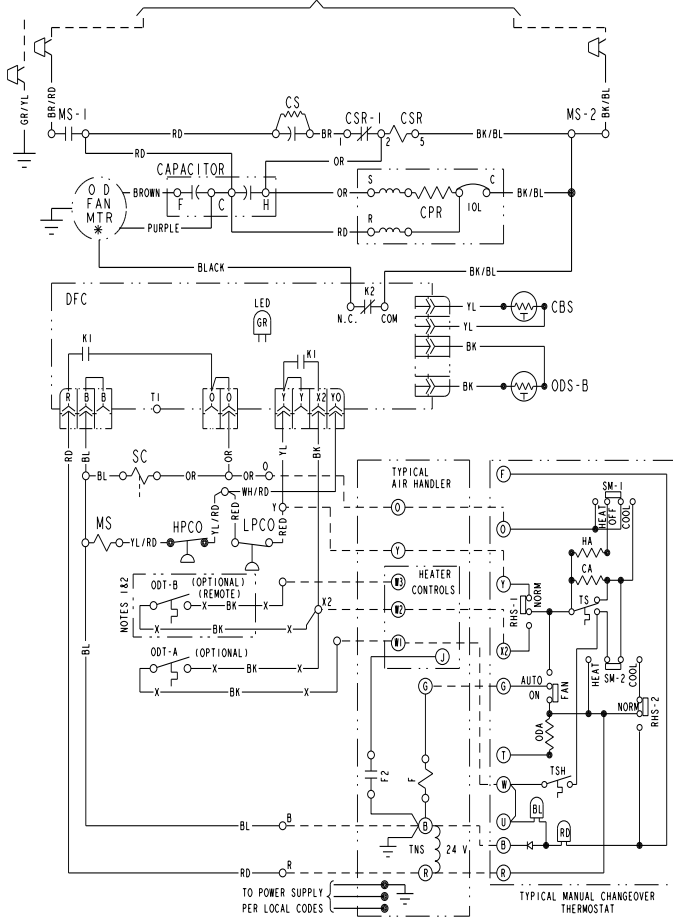 GR/YL
BR/RD
BK/BL
MS-1
CS
CSR-1
CSR
MS-2
RD
BR
1
2
5
BK/BL
RD
OR
CAPACITOR
O D
FAN
MTR
*
BROWN
F
C
H
OR
S
C
CPR
IOL
BK/BL
R
RD
PURPLE
BLACK
BK/BL
DFC
LED
GR
K2
N.C.
COM
YL
CBS
YL
BK
BK
ODS-B
K1
K1
R
B
B
T1
O
O
Y
Y
X2
YO
RD
BL
OR
YL
BK
SC
BL
OR
OR
O
WH/RD
Y
MS
YL/RD
HPCO
YL/RD
RED
LPCO
RED
NOTES 1&2
ODT-B
(OPTIONAL)
(REMOTE)
X
BK
X
X
BK
X
X2
ODT-A
(OPTIONAL)
X
BK
X
X
BK
X
BL
BL
B
RD
R
TYPICAL
AIR HANDLER
O
Y
HEATER
CONTROLS
W3
W2
W1
J
G
F2
F
B
TNS
24 V
R
TO POWER SUPPLY
PER LOCAL CODES
F
SM-1
HEAT
OFF
COOL
O
HA
CA
Y
NORM
RHS-1
TS
X2
HEAT
SM-2
COOL
G
AUTO
ON
FAN
NORM
RHS-2
ODA
T
TSH
W
BL
U
RD
B
R
TYPICAL MANUAL CHANGEOVER
THERMOSTAT